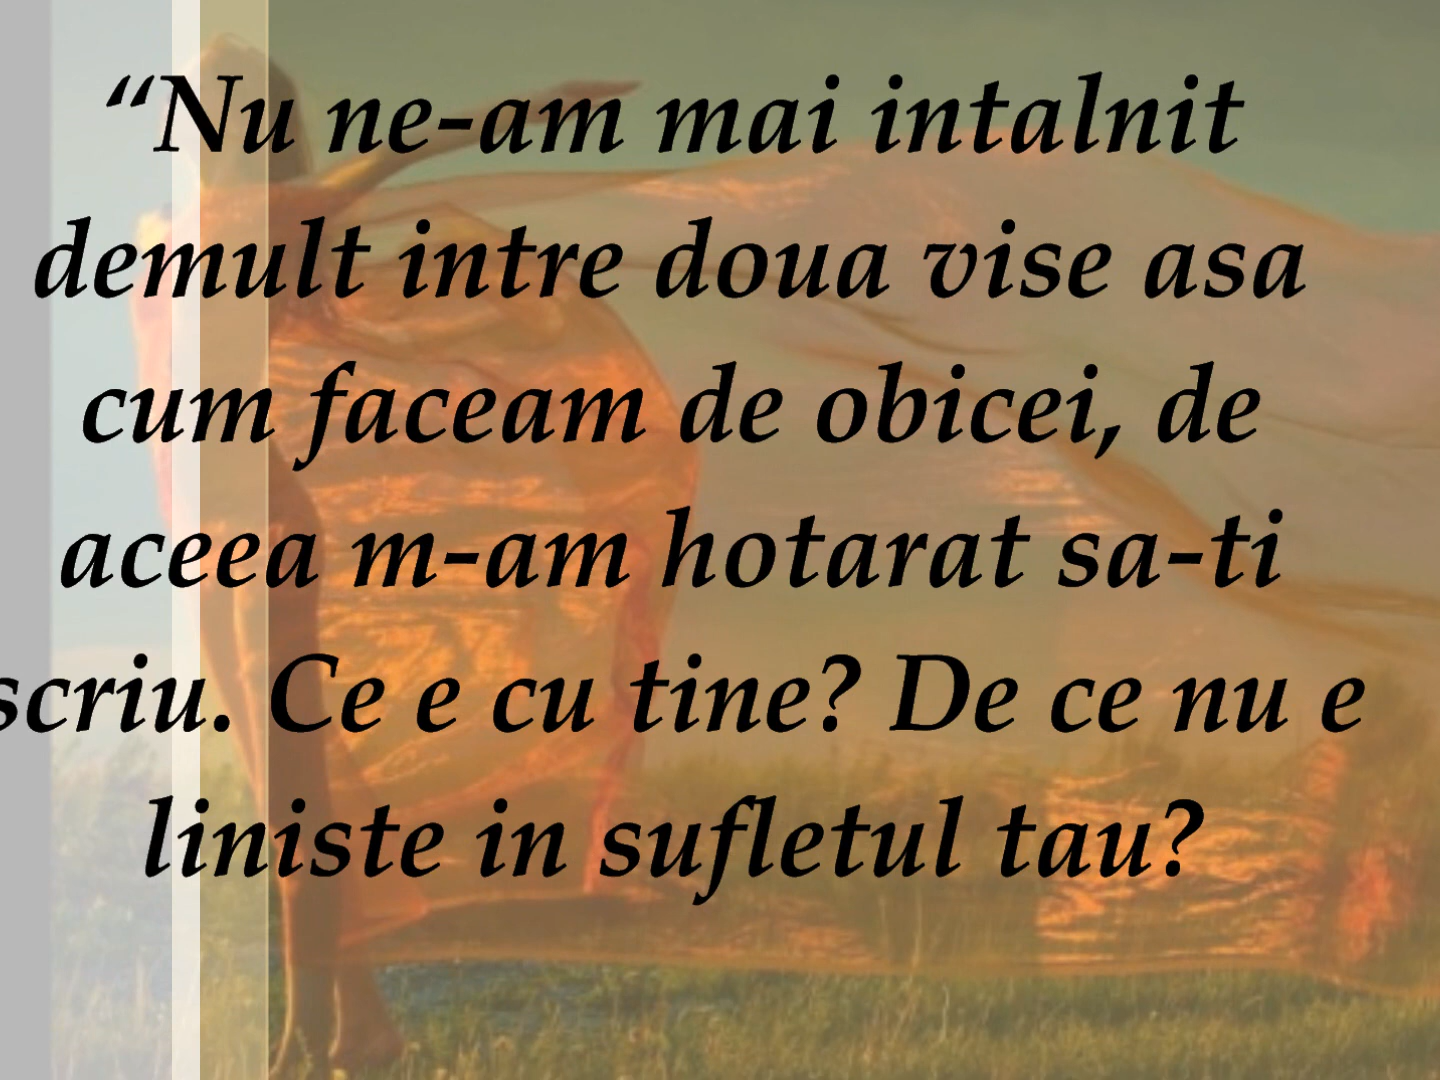 “Nu ne-am mai intalnit
demult intre doua vise asa
cum faceam de obicei, de
aceea m-am hotarat sa-ti
scriu. Ce e cu tine? De ce nu e
liniste in sufletul tau?